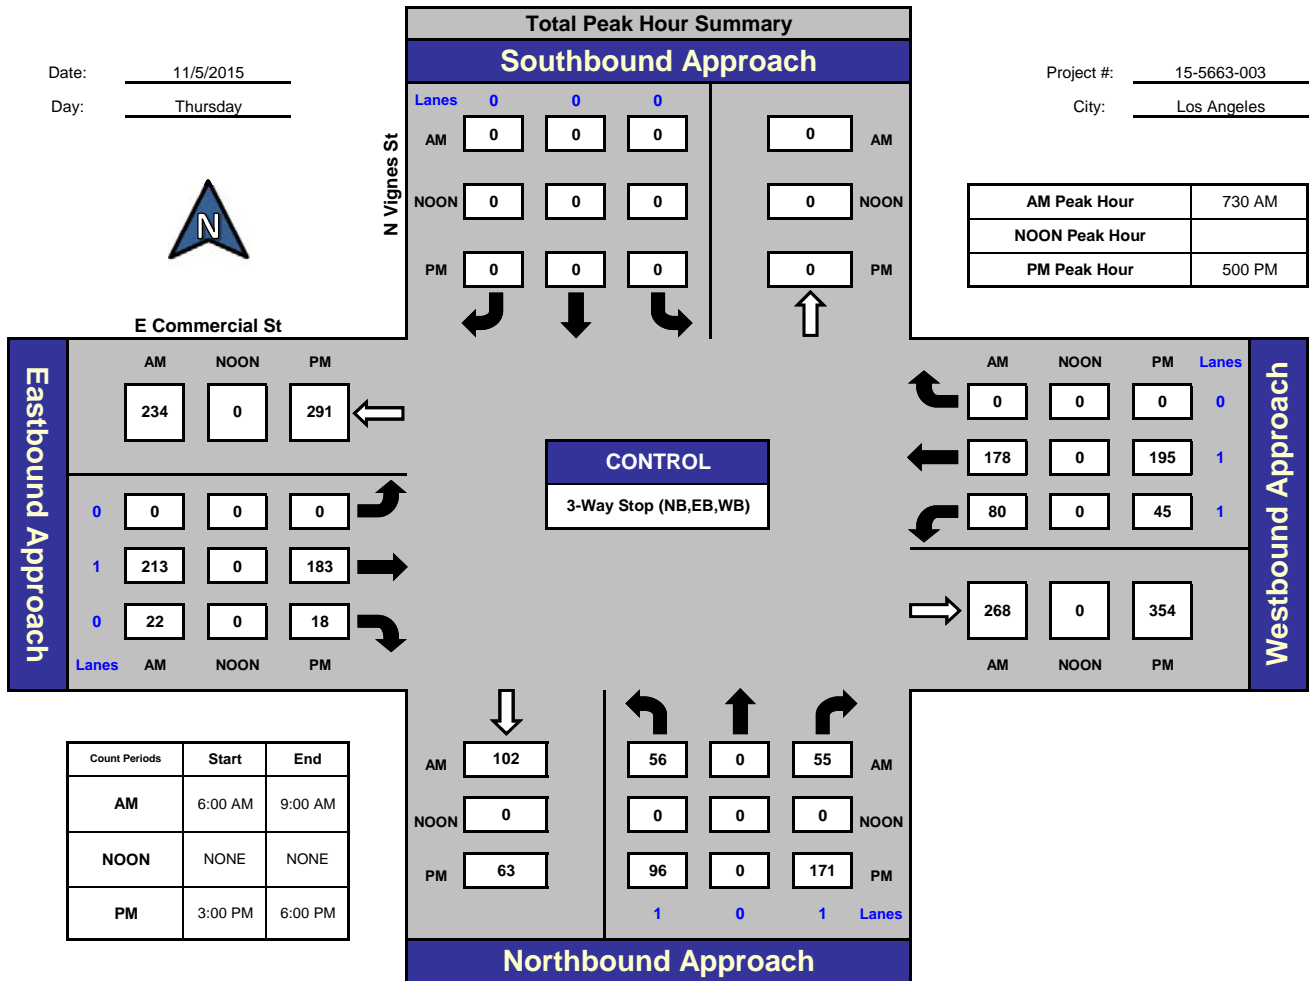 Total Peak Hour Summary
Southbound Approach
Date: 11/5/2015
Day: Thursday
Project #: 15-5663-003
City: Los Angeles
N
N Vignes St
Lanes 0 0 0
AM 0 0 0 0 AM
NOON 0 0 0 0 NOON
PM 0 0 0 0 PM
AM Peak Hour 730 AM
NOON Peak Hour
PM Peak Hour 500 PM
E Commercial St
Eastbound Approach
AM NOON PM
234 0 291
0 0 0 0
1 213 0 183
0 22 0 18
Lanes AM NOON PM
CONTROL
3-Way Stop (NB,EB,WB)
AM NOON PM Lanes
0 0 0 0
178 0 195 1
80 0 45 1
268 0 354
AM NOON PM
Westbound Approach
Count Periods Start End
AM 6:00 AM 9:00 AM
NOON NONE NONE
PM 3:00 PM 6:00 PM
AM 102 56 0 55 AM
NOON 0 0 0 0 NOON
PM 63 96 0 171 PM
1 0 1 Lanes
Northbound Approach